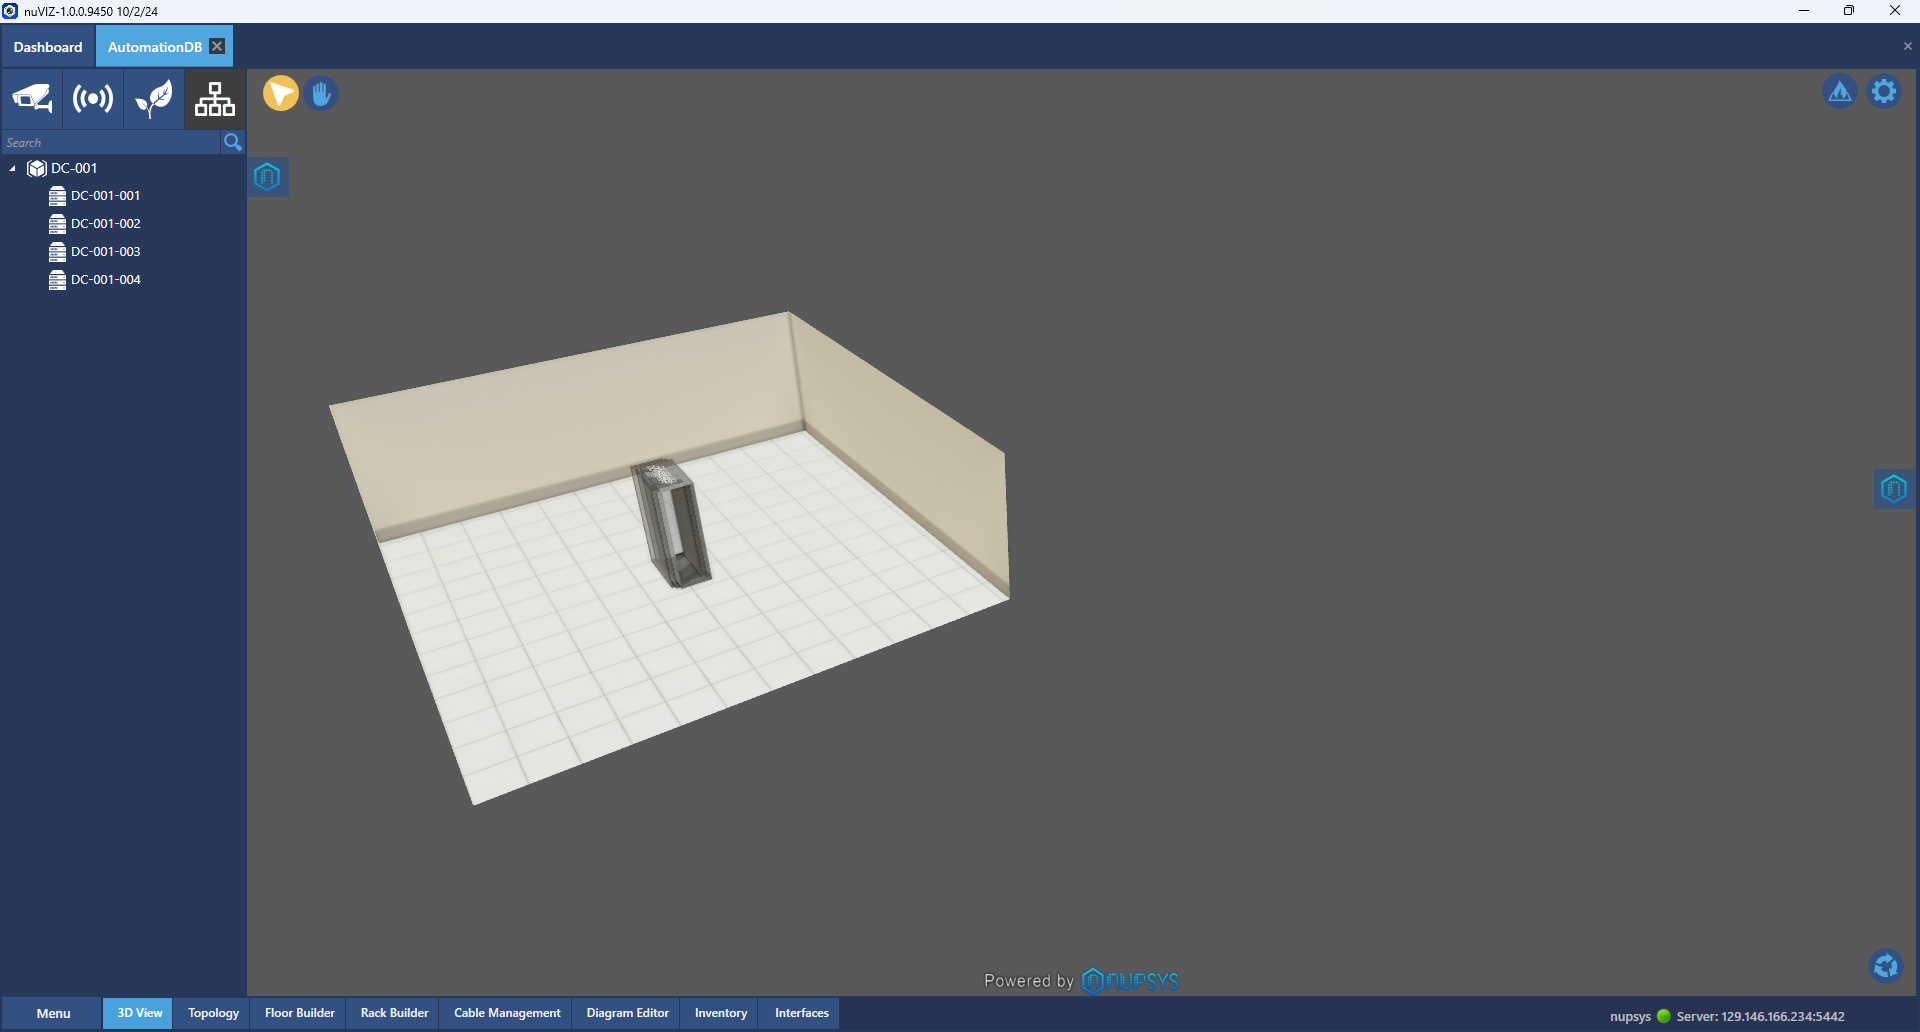 nuVIZ-1.0.0.9450 10/2/24
Dashboard
AutomationDB
Search
DC-001
DC-001-001
DC-001-002
DC-001-003
DC-001-004
Powered by nUPSYS
Menu
3D View
Topology
Floor Builder
Rack Builder
Cable Management
Diagram Editor
Inventory
Interfaces
nupsys
Server: 129.146.166.234:5442